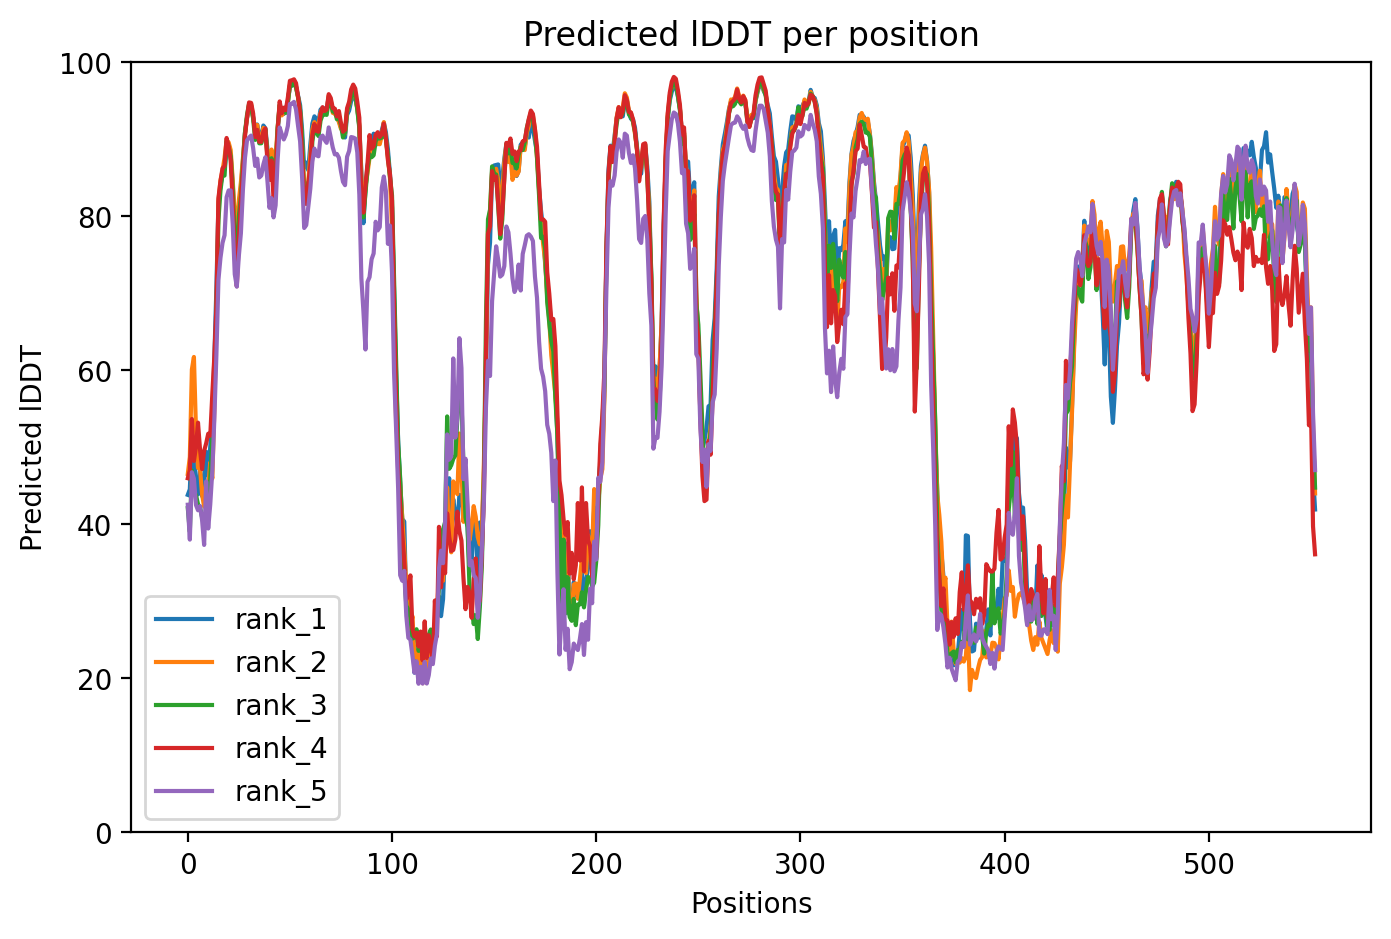 Predicted lDDT per position
100
80
60
40
20
0
Predicted lDDT
rank_1
rank_2
rank_3
rank_4
rank_5
0 100 200 300 400 500
Positions